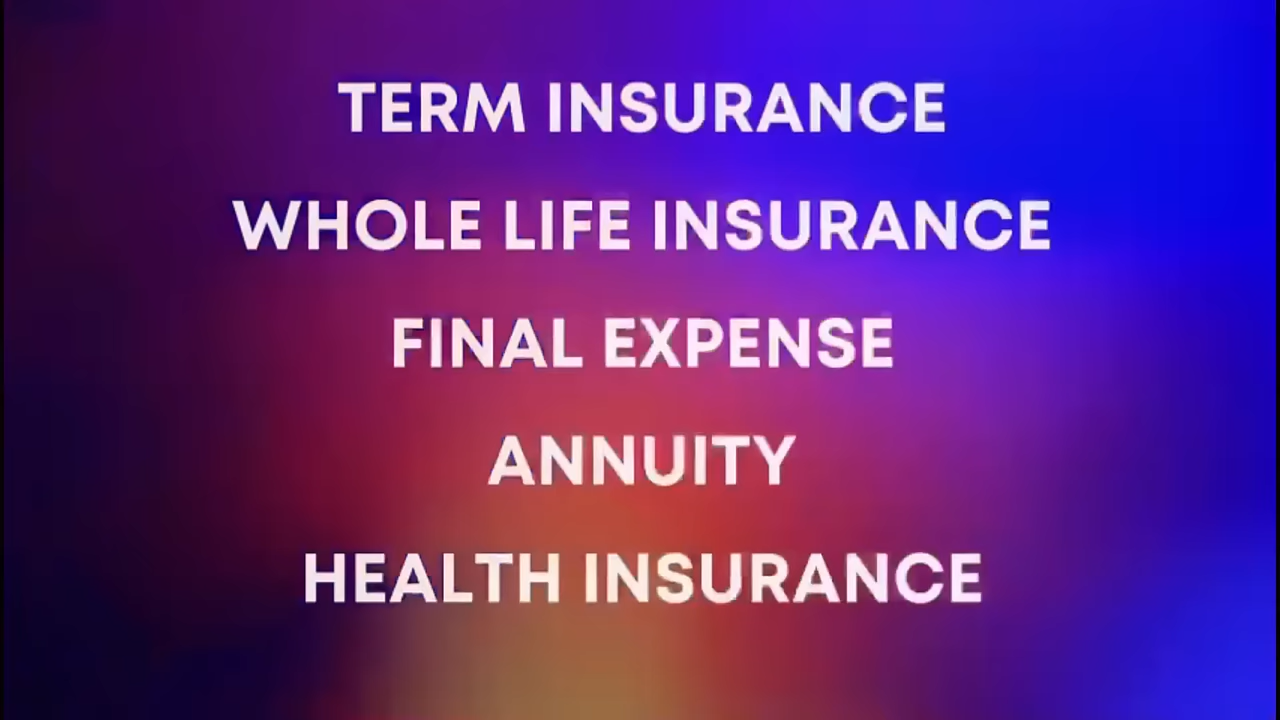 TERM INSURANCE
WHOLE LIFE INSURANCE
FINAL EXPENSE
ANNUITY
HEALTH INSURANCE